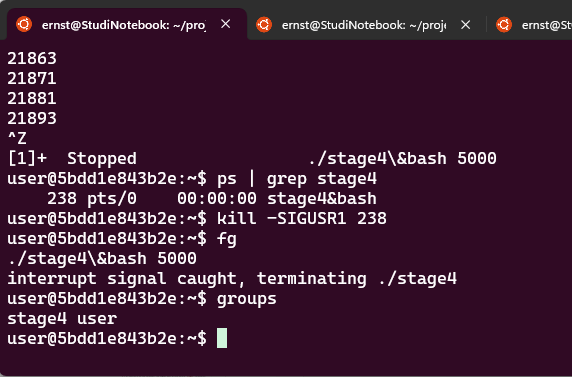 ernst@StudiNotebook: ~/proj ernst@StudiNotebook: ~/proje ernst@Stu
21863
21871
21881
21893
^Z
[1]+  Stopped                 ./stage4\&bash 5000
user@5bdd1e843b2e:~$ ps | grep stage4
    238 pts/0    00:00:00 stage4&bash
user@5bdd1e843b2e:~$ kill -SIGUSR1 238
user@5bdd1e843b2e:~$ fg
./stage4\&bash 5000
interrupt signal caught, terminating ./stage4
user@5bdd1e843b2e:~$ groups
stage4 user
user@5bdd1e843b2e:~$